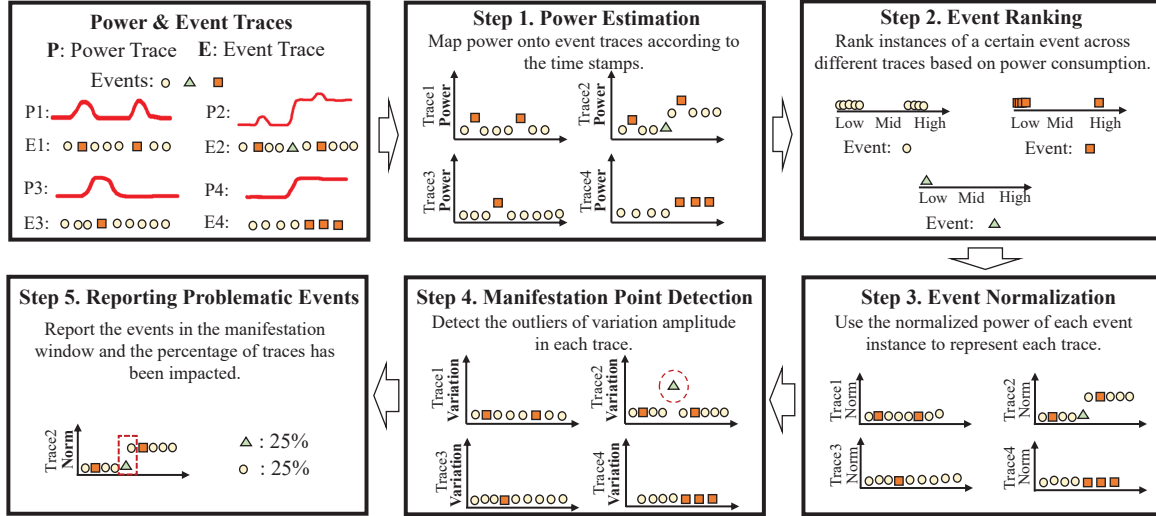 Power & Event Traces
P: Power Trace E: Event Trace
Events:
P1:
P2:
E1:
E2:
P3:
P4:
E3:
E4:
Step 1. Power Estimation
Map power onto event traces according to
the time stamps.
Trace1
Power
Trace2
Power
Trace3
Power
Trace4
Power
Step 2. Event Ranking
Rank instances of a certain event across
different traces based on power consumption.
Low Mid High
Event:
Low Mid High
Event:
Low Mid High
Event:
Step 5. Reporting Problematic Events
Report the events in the manifestation
window and the percentage of traces has
been impacted.
Trace2
Norm
: 25%
: 25%
Step 4. Manifestation Point Detection
Detect the outliers of variation amplitude
in each trace.
Trace1
Variation
Trace2
Variation
Trace3
Variation
Trace4
Variation
Step 3. Event Normalization
Use the normalized power of each event
instance to represent each trace.
Trace1
Norm
Trace2
Norm
Trace3
Norm
Trace4
Norm